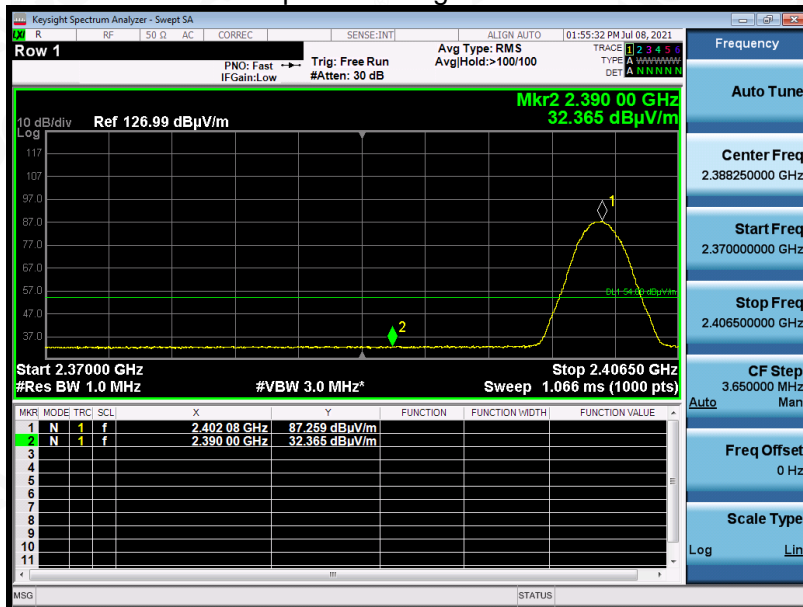 Keysight Spectrum Analyzer - Swept SA
LXI R RF 50 Ω AC CORREC SENSE:INT ALIGN AUTO 01:55:32 PM Jul 08, 2021
Row 1
PNO: Fast
IFGain:Low
Trig: Free Run
#Atten: 30 dB
Avg Type: RMS
Avg|Hold:>100/100
TRACE 1 2 3 4 5 6
TYPE A WWWWW
DET A N N N N N
Mkr2 2.390 00 GHz
32.365 dBµV/m
10 dB/div Ref 126.99 dBµV/m
Log
117
107
97.0
87.0
77.0
67.0
57.0
47.0
37.0
1
2
DL1 54.00 dBµV/m
Start 2.37000 GHz Stop 2.40650 GHz
#Res BW 1.0 MHz #VBW 3.0 MHz* Sweep 1.066 ms (1000 pts)
MKR MODE TRC SCL X Y FUNCTION FUNCTION WIDTH FUNCTION VALUE
1 N 1 f 2.402 08 GHz 87.259 dBµV/m
2 N 1 f 2.390 00 GHz 32.365 dBµV/m
3
4
5
6
7
8
9
10
11
MSG STATUS
Frequency
Auto Tune
Center Freq
2.388250000 GHz
Start Freq
2.370000000 GHz
Stop Freq
2.406500000 GHz
CF Step
3.650000 MHz
Auto Man
Freq Offset
0 Hz
Scale Type
Log Lin